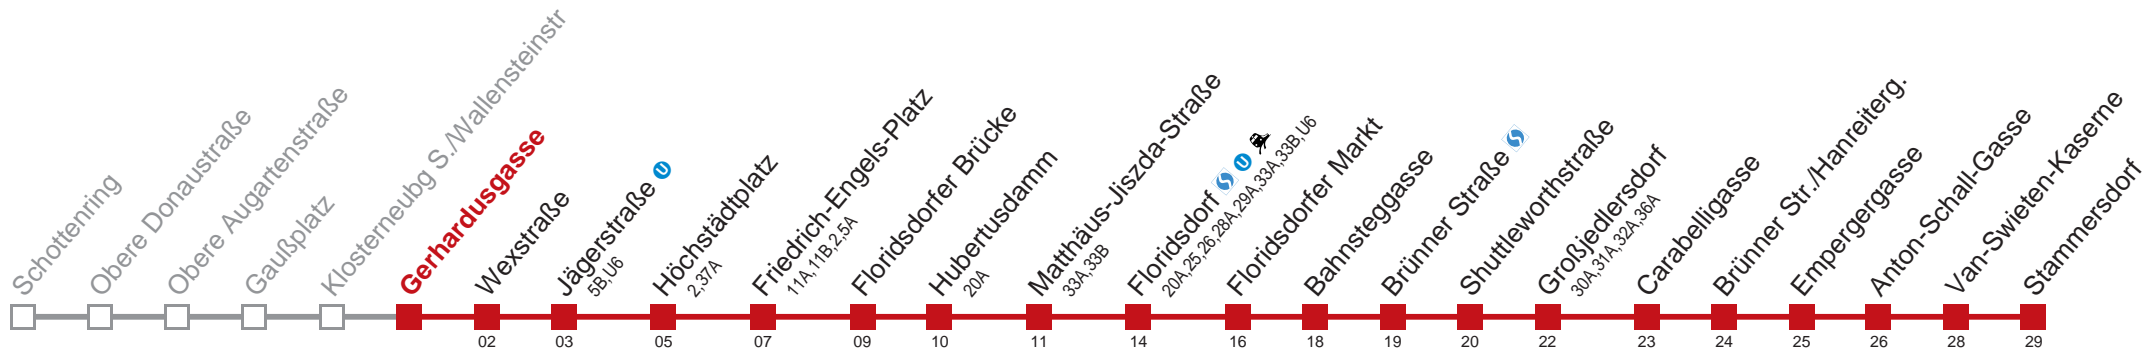 Schottenring
Obere Donaustraße
Obere Augartenstraße
Gaußplatz
Klosterneubg S./Wallensteinstr
Gerhardusgasse
Wexstraße
02
Jägerstraße U
5B,U6
03
Höchstädtplatz
2,37A
05
Friedrich-Engels-Platz
11A,11B,2,5A
07
Floridsdorfer Brücke
09
Hubertusdamm
20A
10
Matthäus-Jiszda-Straße
33A,33B
11
Floridsdorf U
20A,25,26,28A,29A,33A,33B,U6
14
Floridsdorfer Markt
16
Bahnsteggasse
18
Brünner Straße
19
Shuttleworthstraße
20
Großjedlersdorf
30A,31A,32A,36A
22
Carabelligasse
23
Brünner Str./Hanreiterg.
24
Empergergasse
25
Anton-Schall-Gasse
26
Van-Swieten-Kaserne
28
Stammersdorf
29